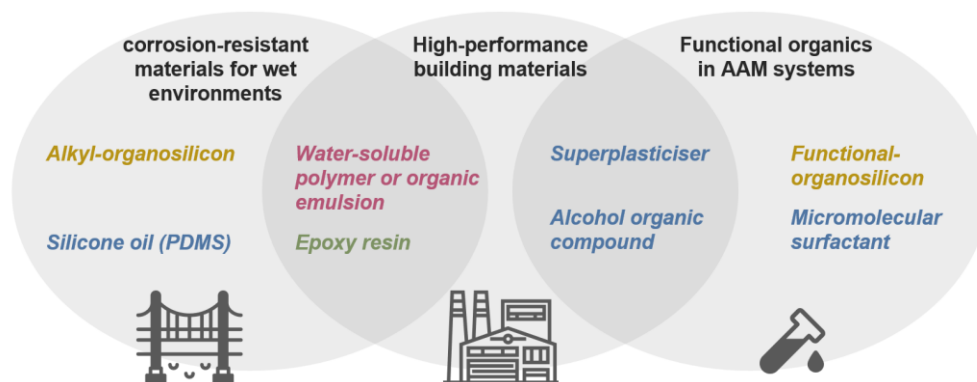 corrosion-resistant
materials for wet
environments
High-performance
building materials
Functional organics
in AAM systems
Alkyl-organosilicon
Silicone oil (PDMS)
Water-soluble
polymer or organic
emulsion
Epoxy resin
Superplasticiser
Alcohol organic
compound
Functional-
organosilicon
Micromolecular
surfactant